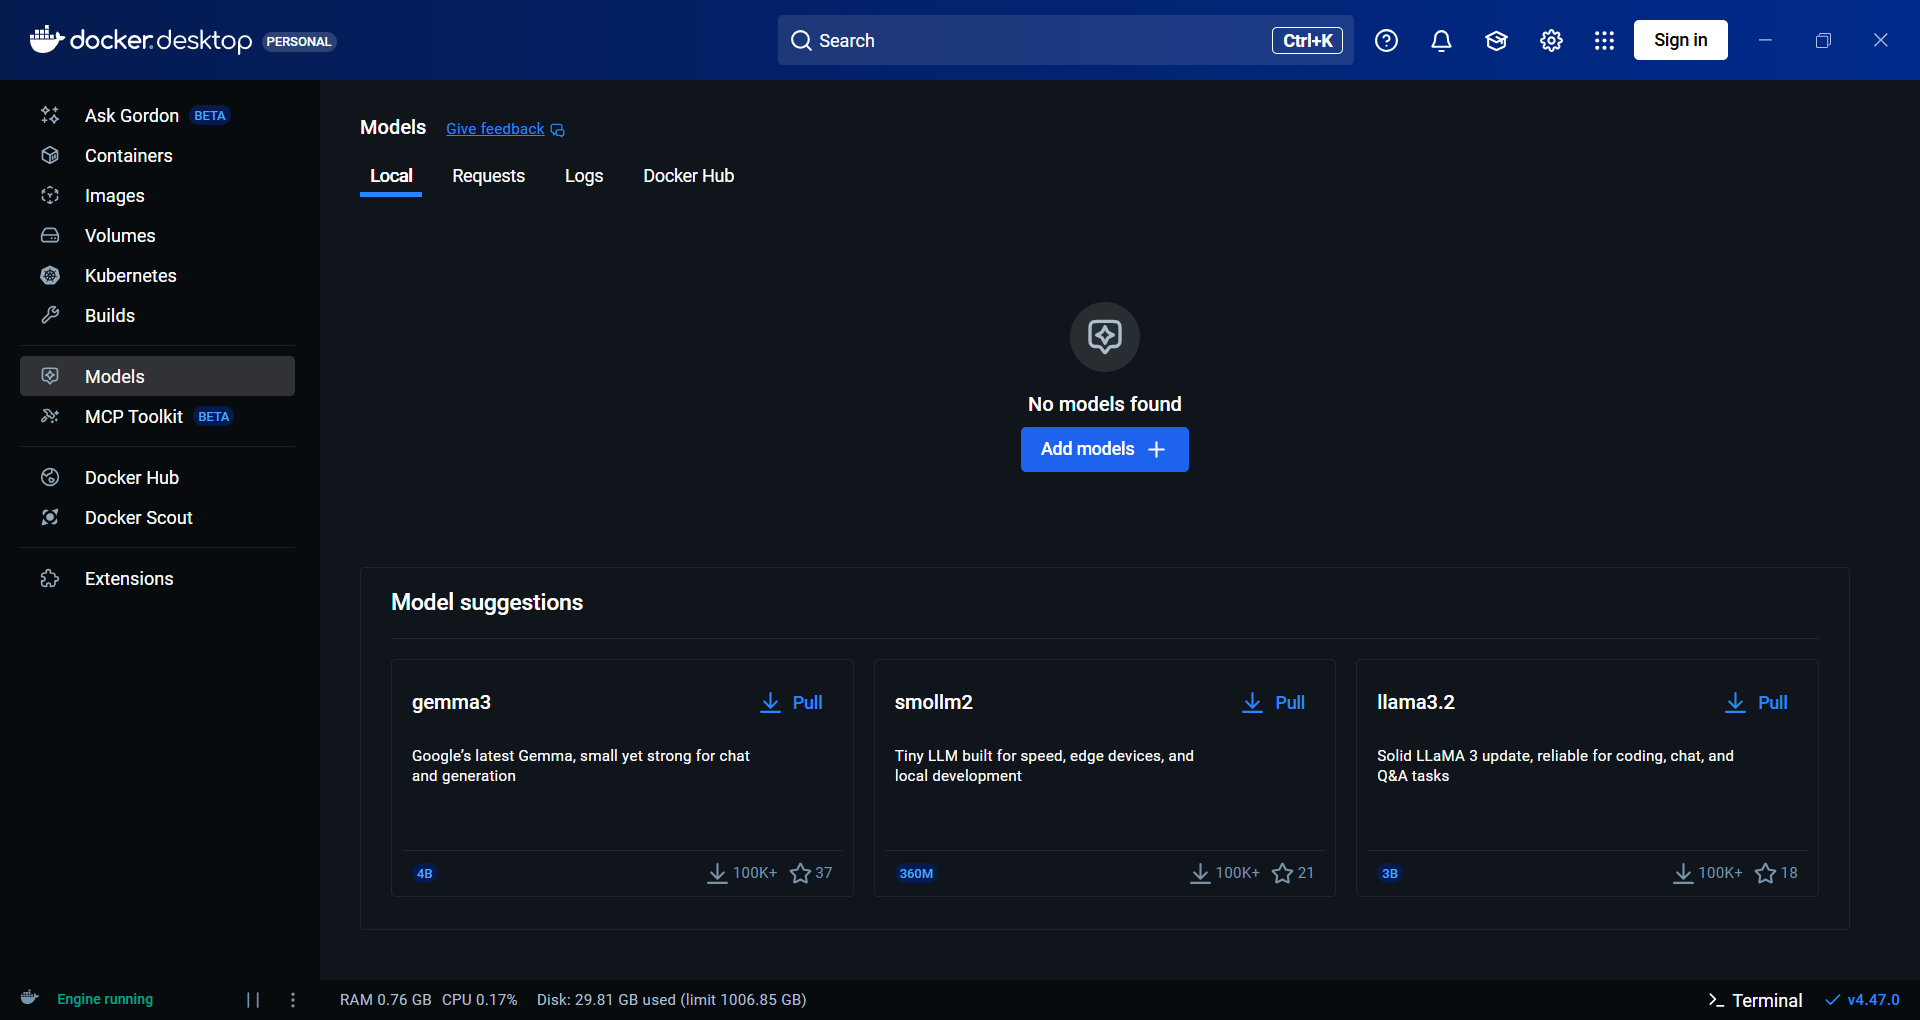 docker.desktop PERSONAL
Search
Ctrl+K
Sign in
Ask Gordon BETA
Containers
Images
Volumes
Kubernetes
Builds
Models
MCP Toolkit BETA
Docker Hub
Docker Scout
Extensions
Models Give feedback
Local Requests Logs Docker Hub
No models found
Add models
Model suggestions
gemma3
Pull
Google’s latest Gemma, small yet strong for chat
and generation
4B
100K+ 37
smollm2
Pull
Tiny LLM built for speed, edge devices, and
local development
360M
100K+ 21
llama3.2
Pull
Solid LLaMA 3 update, reliable for coding, chat, and
Q&A tasks
3B
100K+ 18
Engine running
RAM 0.76 GB CPU 0.17% Disk: 29.81 GB used (limit 1006.85 GB)
Terminal
v4.47.0